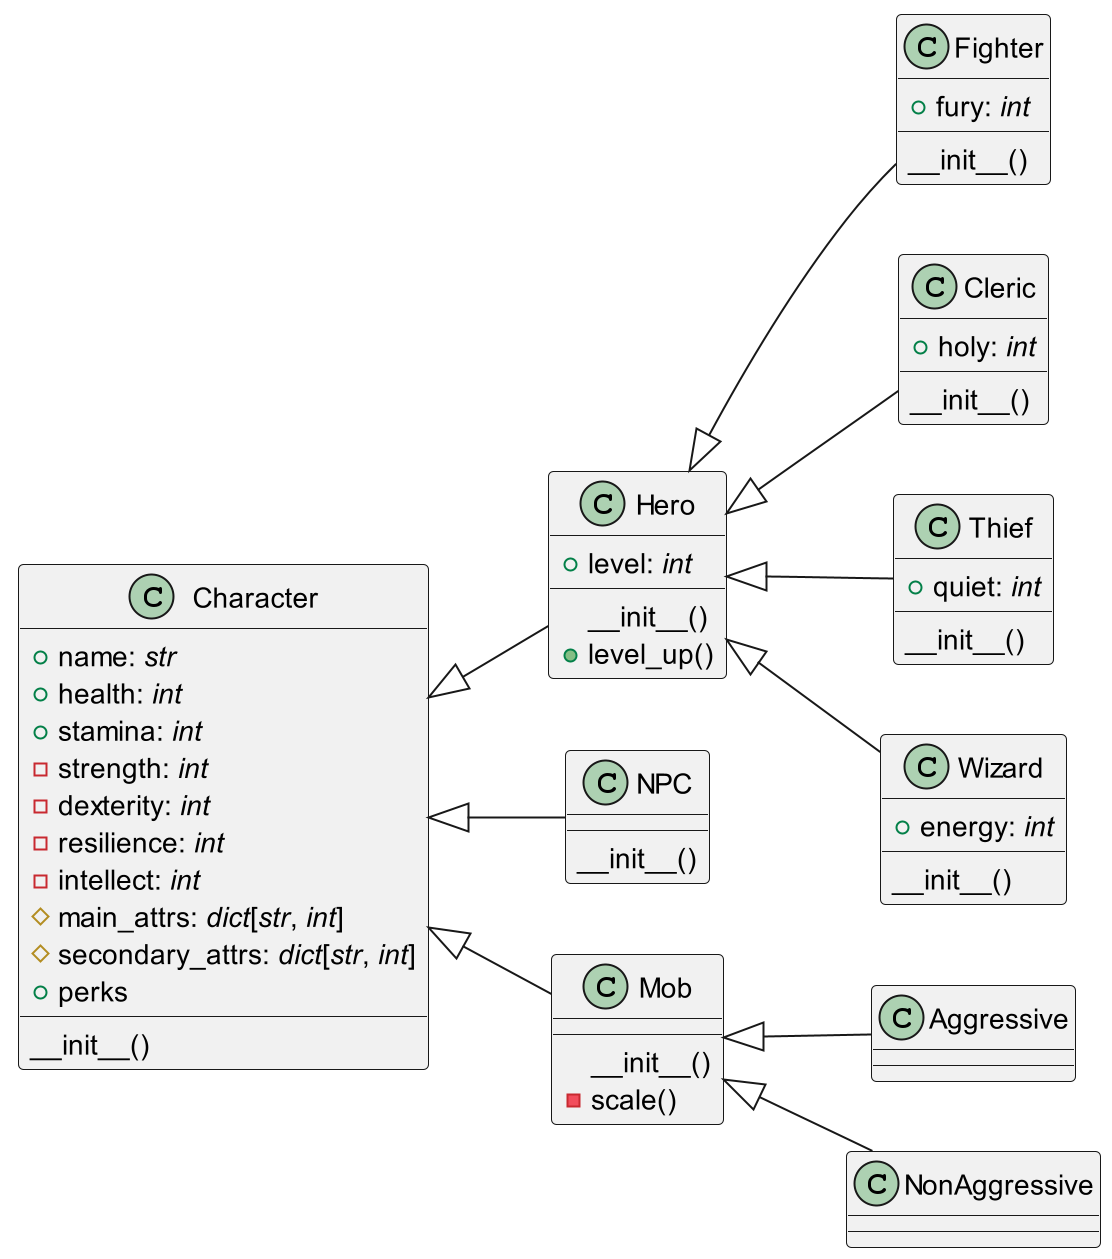 C Fighter
fury: int
__init__()
C Cleric
holy: int
__init__()
C Hero
level: int
__init__()
level_up()
C Thief
quiet: int
__init__()
C Character
name: str
health: int
stamina: int
strength: int
dexterity: int
resilience: int
intellect: int
main_attrs: dict[str, int]
secondary_attrs: dict[str, int]
perks
__init__()
C NPC
__init__()
C Wizard
energy: int
__init__()
C Mob
__init__()
scale()
C Aggressive
C NonAggressive